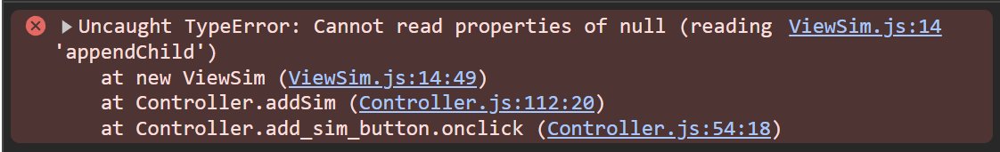 Uncaught TypeError: Cannot read properties of null (reading ViewSim.js:14
'appendChild')
at new ViewSim (ViewSim.js:14:49)
at Controller.addSim (Controller.js:112:20)
at Controller.add_sim_button.onclick (Controller.js:54:18)